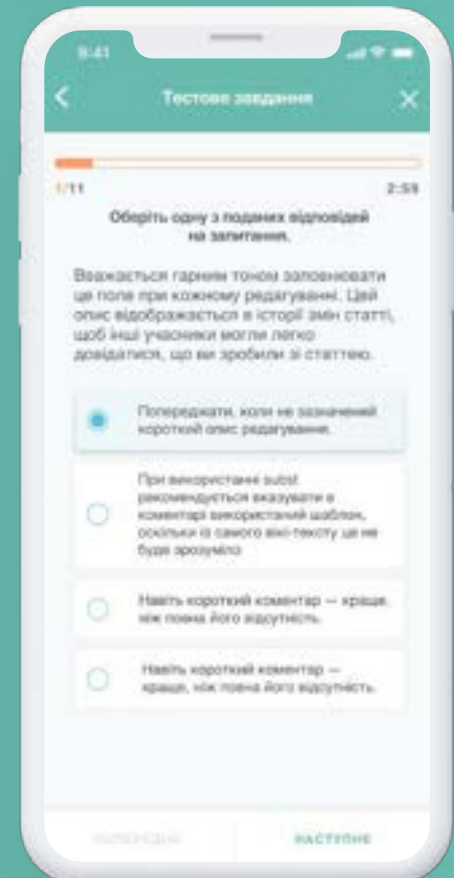 9:41
Тестове завдання
1/11 2:59
Оберіть одну з поданих відповідей
на запитання.
Вважається гарним тоном заповнювати
це поле при кожному редагуванні. Цей
опис відображається в історії змін статті,
щоб інші учасники могли легко
довідатися, що ви зробили зі статтею.
Попереджати, коли не зазначений
короткий опис редагування.
При використанні subst
рекомендується вказувати в
коментарі використаний шаблон,
оскільки із самого вікі-тексту це не
буде зрозуміло
Навіть короткий коментар — краще,
ніж повна його відсутність.
Навіть короткий коментар —
краще, ніж повна його відсутність.
НАСТУПНЕ